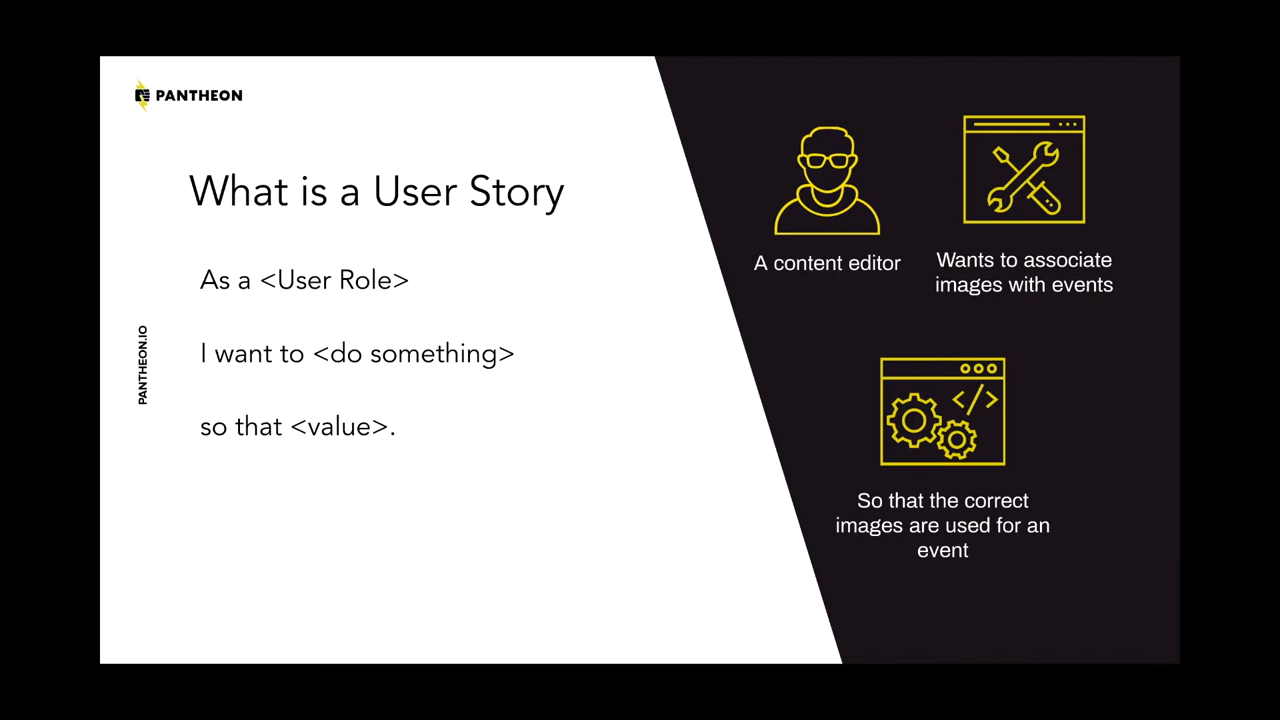 PANTHEON
What is a User Story
As a <User Role>
I want to <do something>
so that <value>.
PANTHEON.IO
A content editor
Wants to associate
images with events
So that the correct
images are used for an
event